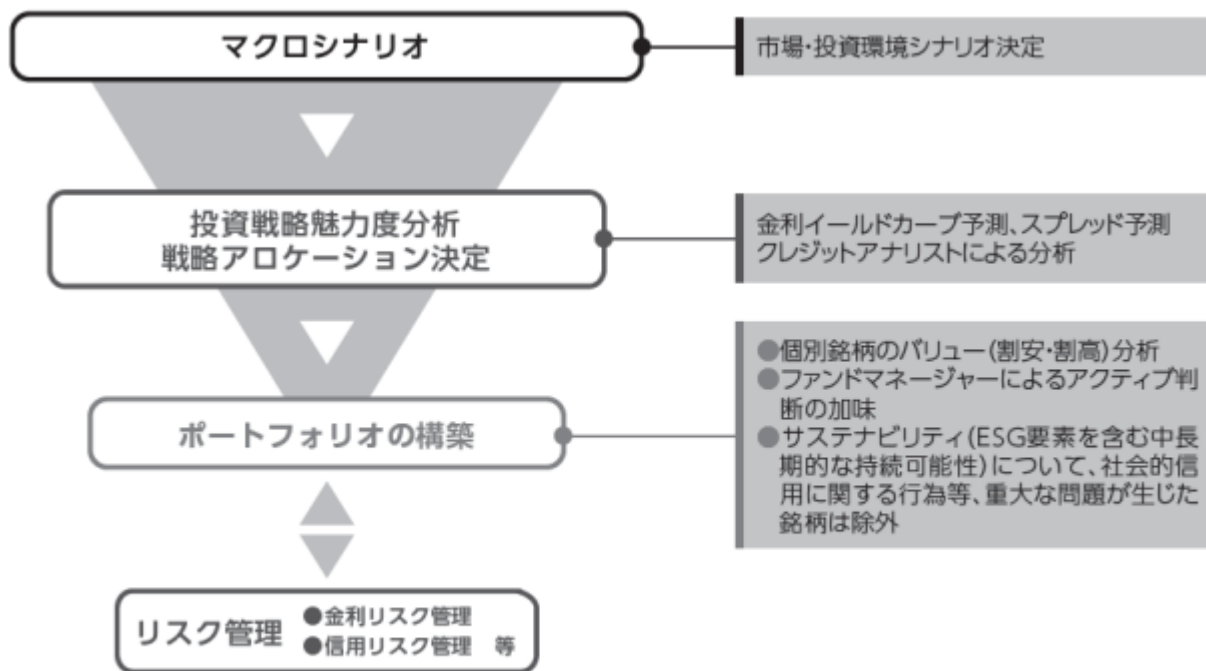 マクロシナリオ
市場・投資環境シナリオ決定
投資戦略魅力度分析
戦略アロケーション決定
金利イールドカーブ予測、スプレッド予測
クレジットアナリストによる分析
ポートフォリオの構築
●個別銘柄のバリュー(割安・割高)分析
●ファンドマネージャーによるアクティブ判
断の加味
●サステナビリティ(ESG要素を含む中長
期的な持続可能性)について、社会的信
用に関する行為等、重大な問題が生じた
銘柄は除外
リスク管理
●金利リスク管理
●信用リスク管理 等